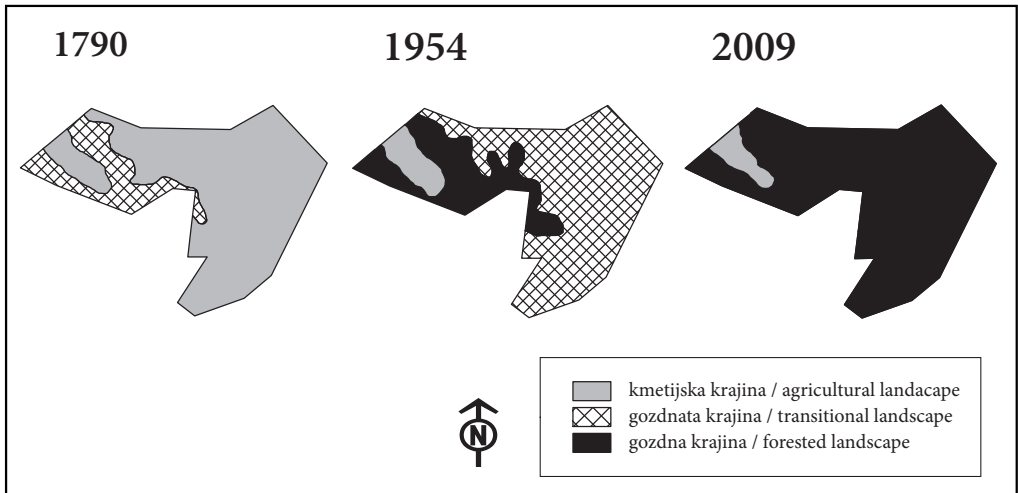 1790
1954
2009
kmetijska krajina / agricultural landacape
gozdnata krajina / transitional landscape
gozdna krajina / forested landscape
N